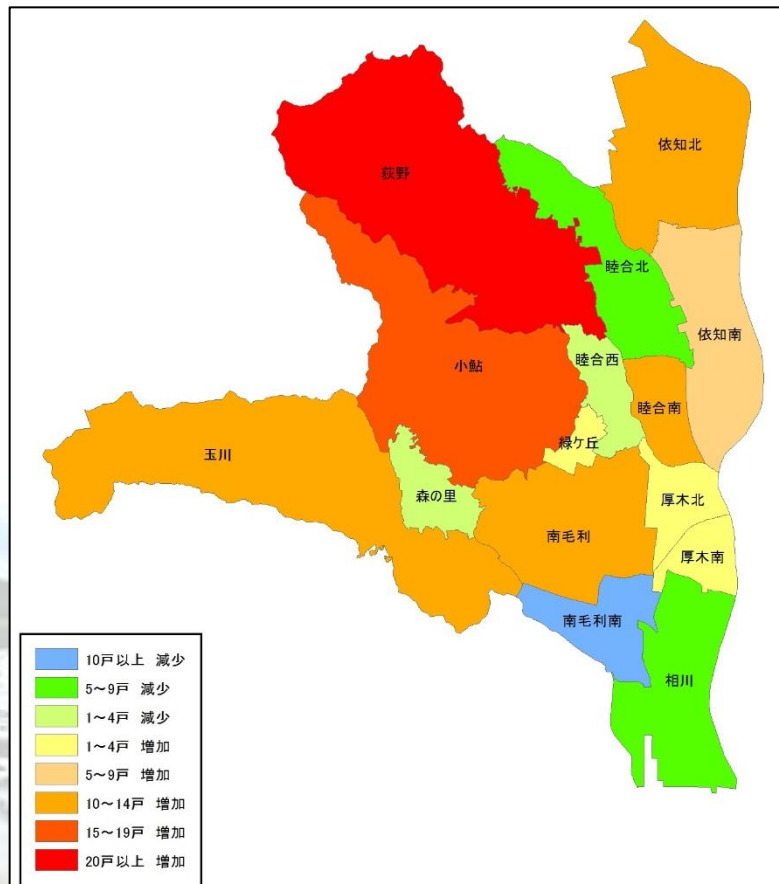 依知北
荻野
睦合北
依知南
睦合西
小鮎
睦合南
緑ケ丘
玉川
森の里
厚木北
南毛利
厚木南
南毛利南
相川
10戸以上 減少
5～9戸 減少
1～4戸 減少
1～4戸 増加
5～9戸 増加
10～14戸 増加
15～19戸 増加
20戸以上 増加